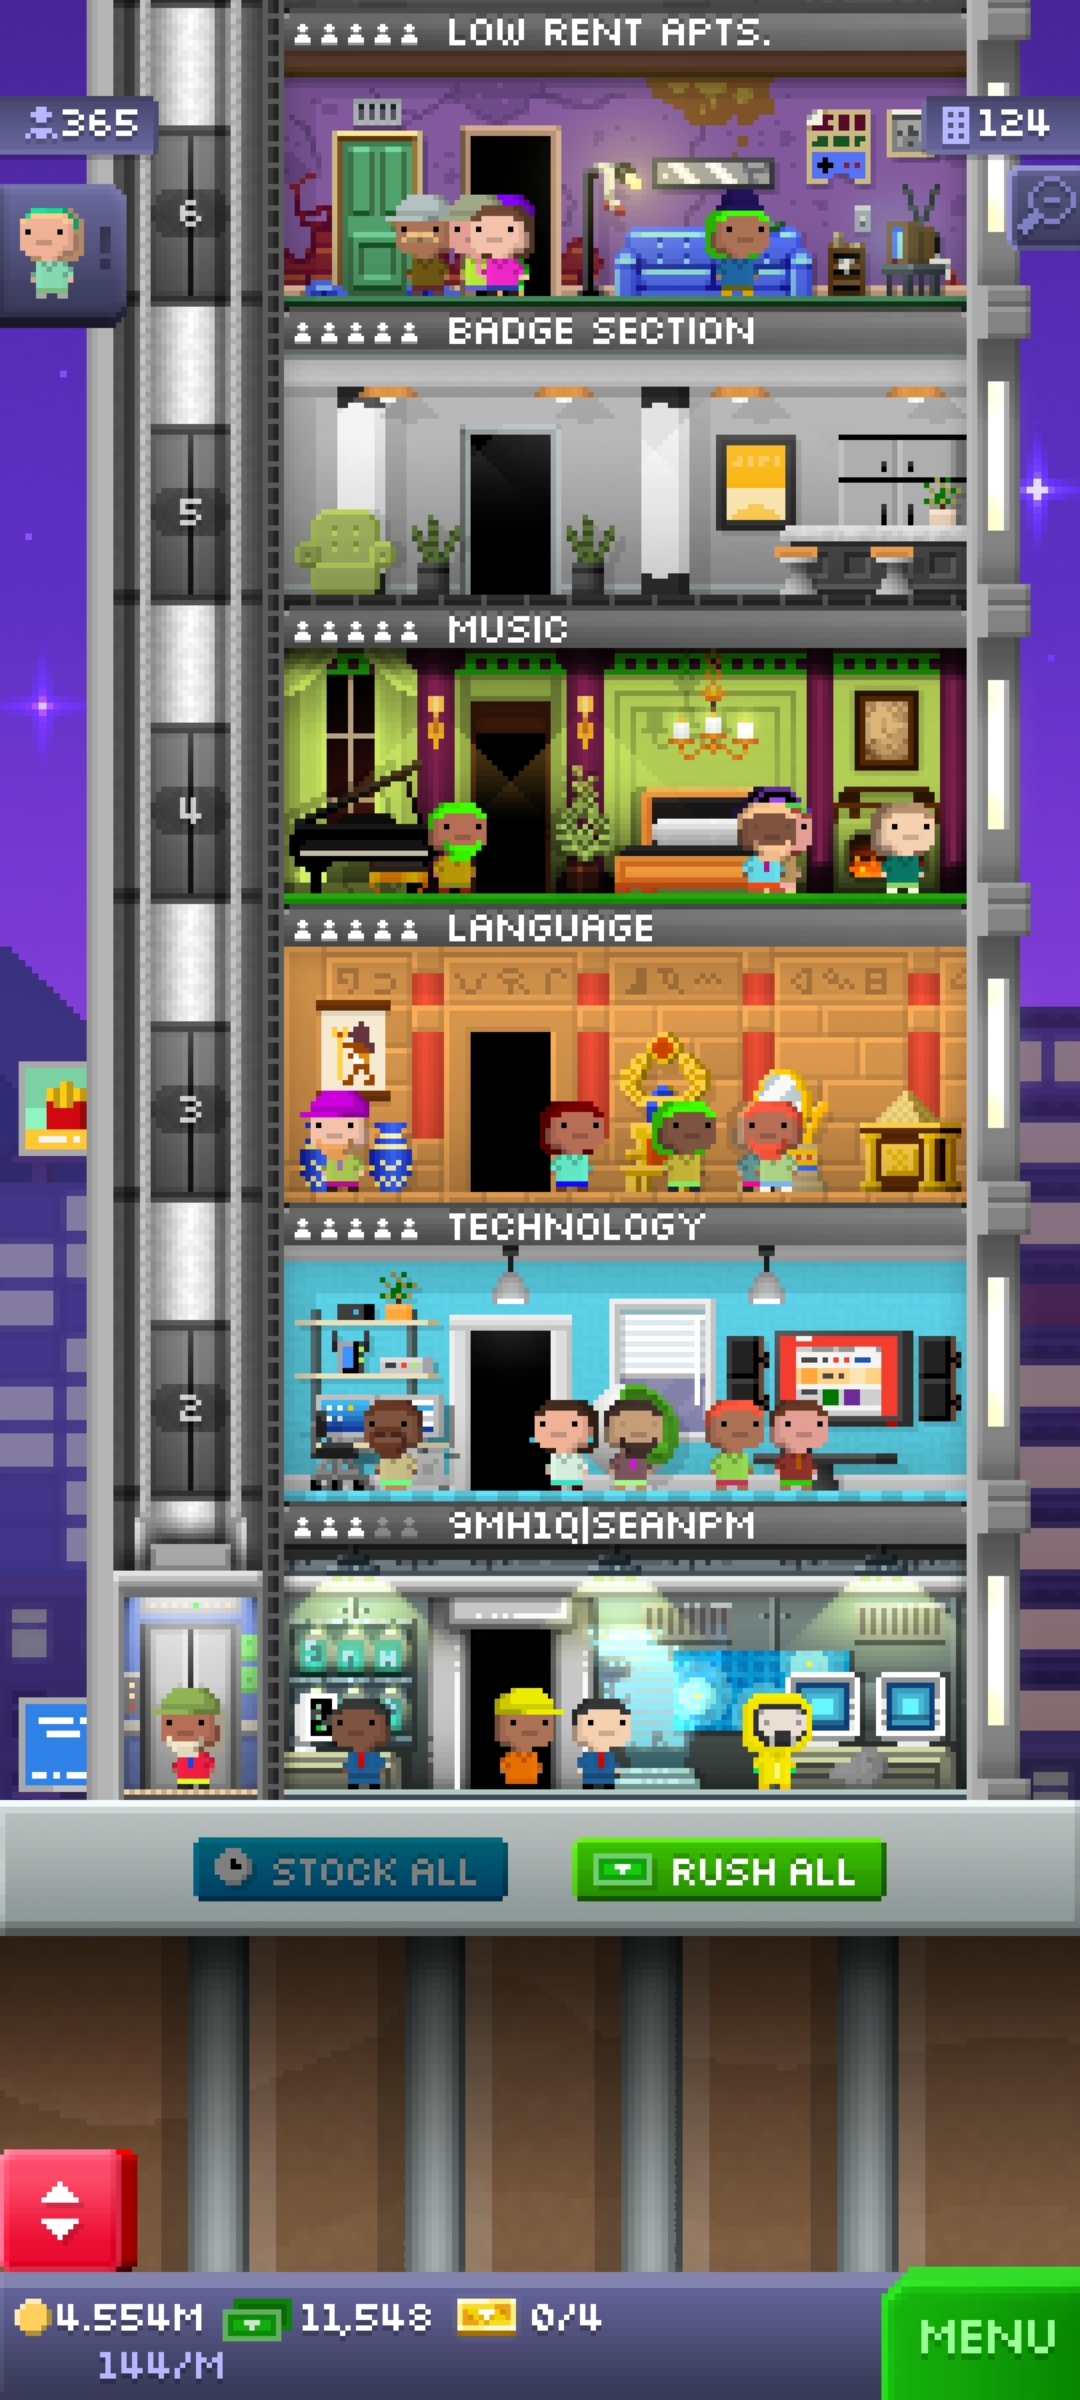 LOW RENT APTS.
365
124
6
BADGE SECTION
5
MUSIC
4
LANGUAGE
3
TECHNOLOGY
2
9MH1Q|SEANPM
STOCK ALL
RUSH ALL
4.554M 11,548 0/4
144/M
MENU